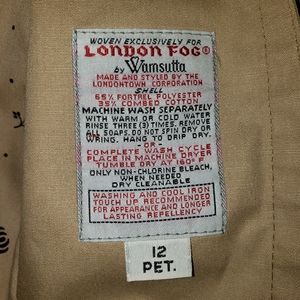 WOVEN EXCLUSIVELY FOR
LONDON FOG®
by Wamsutta
MADE AND STYLED BY THE
LONDONTOWN CORPORATION
SHELL
65% FORTREL POLYESTER
35% COMBED COTTON
MACHINE WASH SEPARATELY
WITH WARM OR COLD WATER
RINSE THREE (3) TIMES. REMOVE
ALL SOAPS. DO NOT SPIN DRY OR
WRING. HANG TO DRIP DRY.
- OR -
COMPLETE WASH CYCLE
PLACE IN MACHINE DRYER
TUMBLE DRY AT 160° F
ONLY NON-CHLORINE BLEACH,
WHEN NEEDED
DRY CLEANABLE
WASHING AND COOL IRON
TOUCH UP RECOMMENDED
FOR APPEARANCE AND LONGER
LASTING REPELLENCY
12
PET.